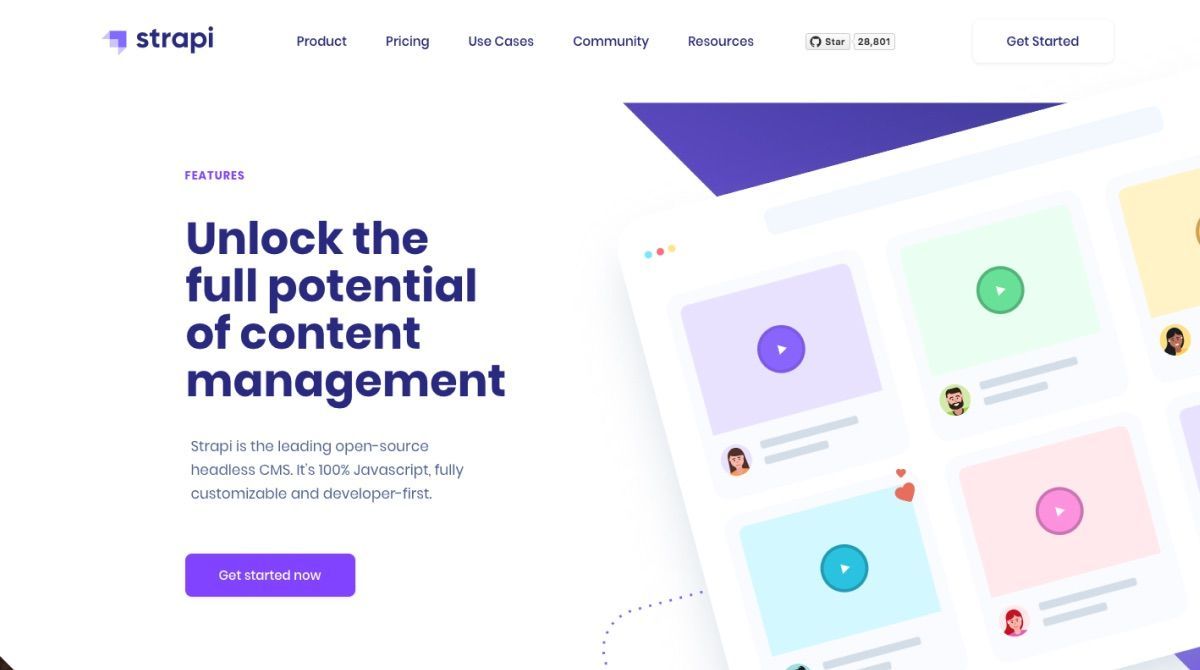 strapi
Product
Pricing
Use Cases
Community
Resources
Star
28,801
Get Started
FEATURES
Unlock the
full potential
of content
management
Strapi is the leading open-source
headless CMS. It's 100% Javascript, fully
customizable and developer-first.
Get started now